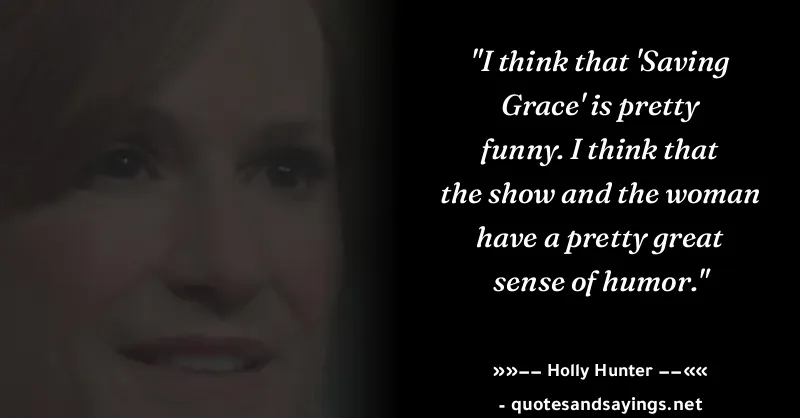 "I think that 'Saving
Grace' is pretty
funny. I think that
the show and the woman
have a pretty great
sense of humor."
»»−− Holly Hunter −−««
- quotesandsayings.net